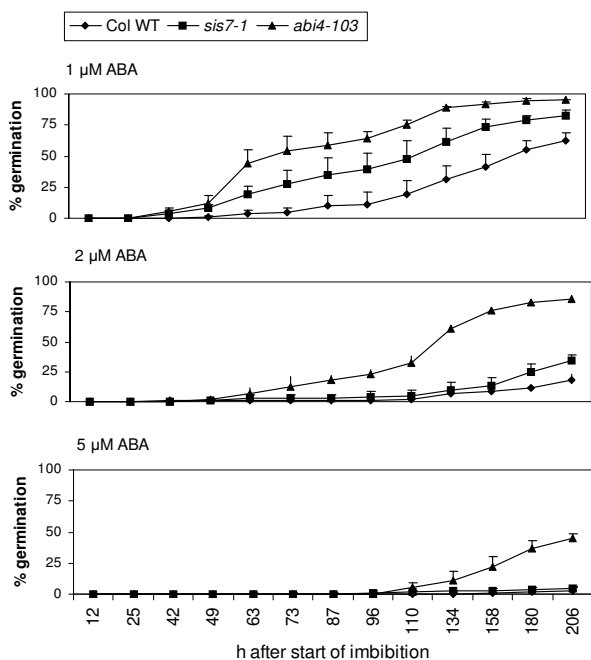 Col WT sis7-1 abi4-103
1 µM ABA
100
75
50
25
0
% germination
2 µM ABA
100
75
50
25
0
% germination
5 µM ABA
100
75
50
25
0
% germination
12 25 42 49 63 73 87 96 110 134 158 180 206
h after start of imbibition